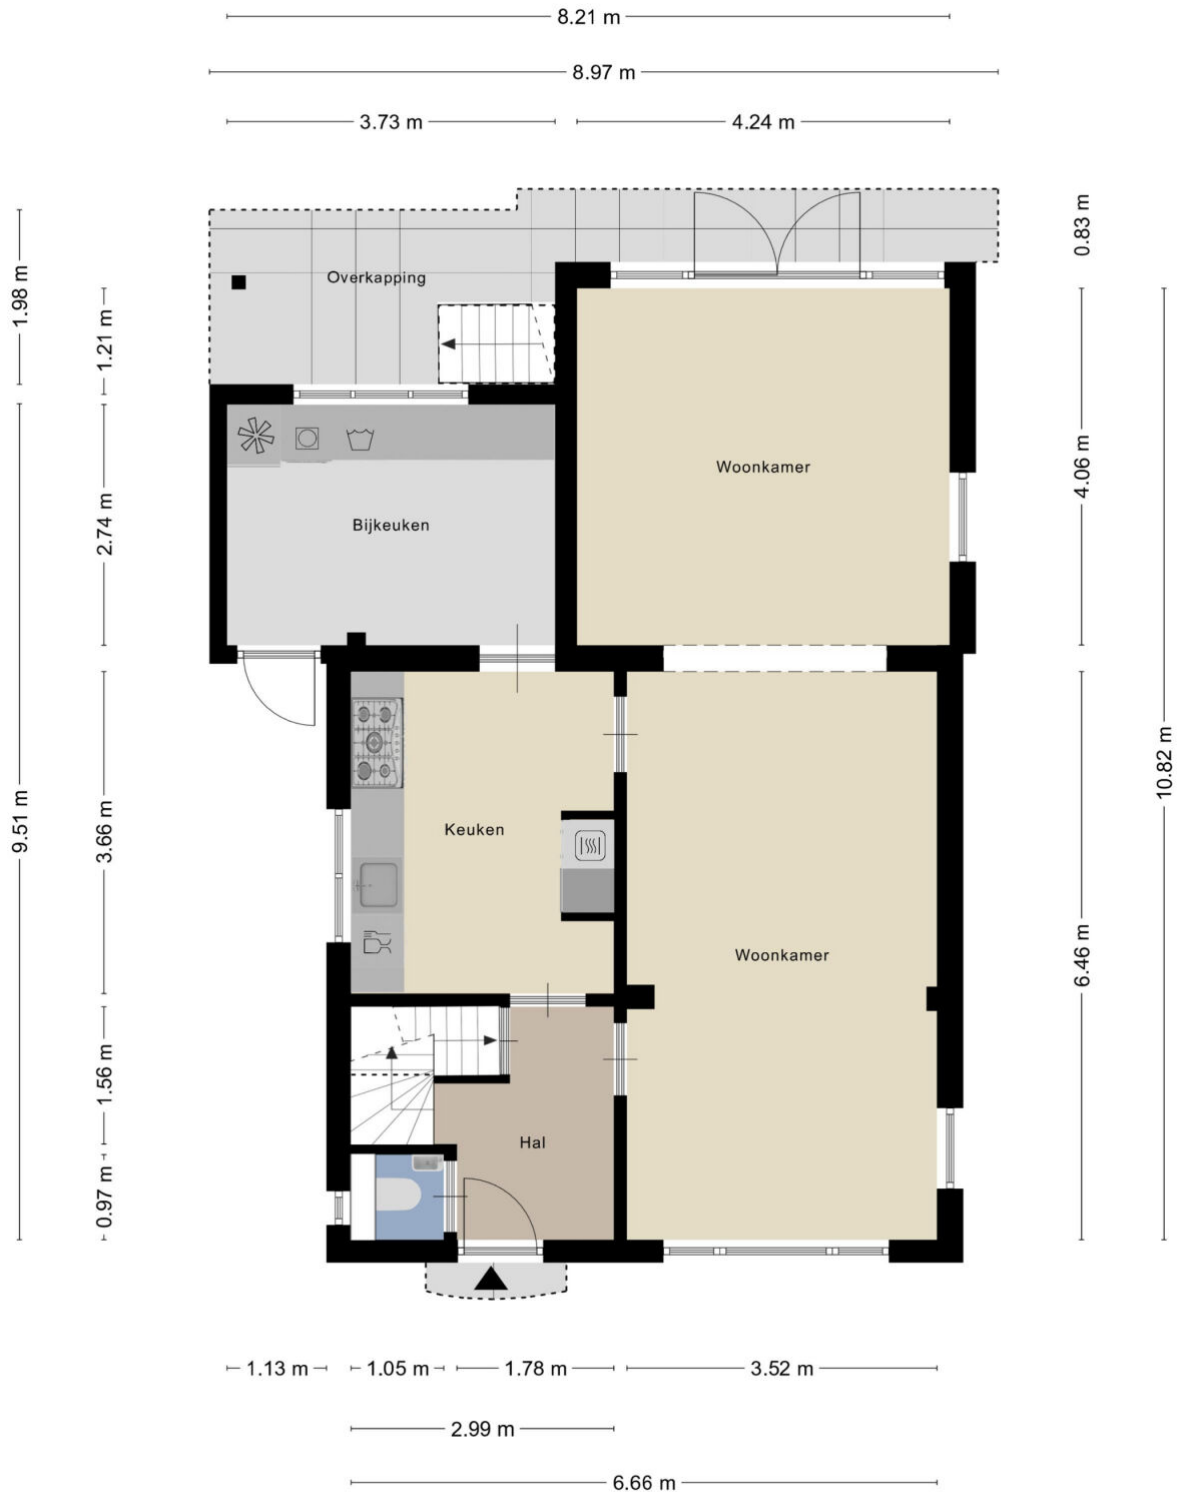 8.21 m
8.97 m
3.73 m
4.24 m
0.83 m
1.98 m
Overkapping
1.21 m
4.06 m
Woonkamer
2.74 m
Bijkeuken
10.82 m
9.51 m
3.66 m
Keuken
6.46 m
Woonkamer
1.56 m
Hal
0.97 m
1.13 m
1.05 m
1.78 m
3.52 m
2.99 m
6.66 m